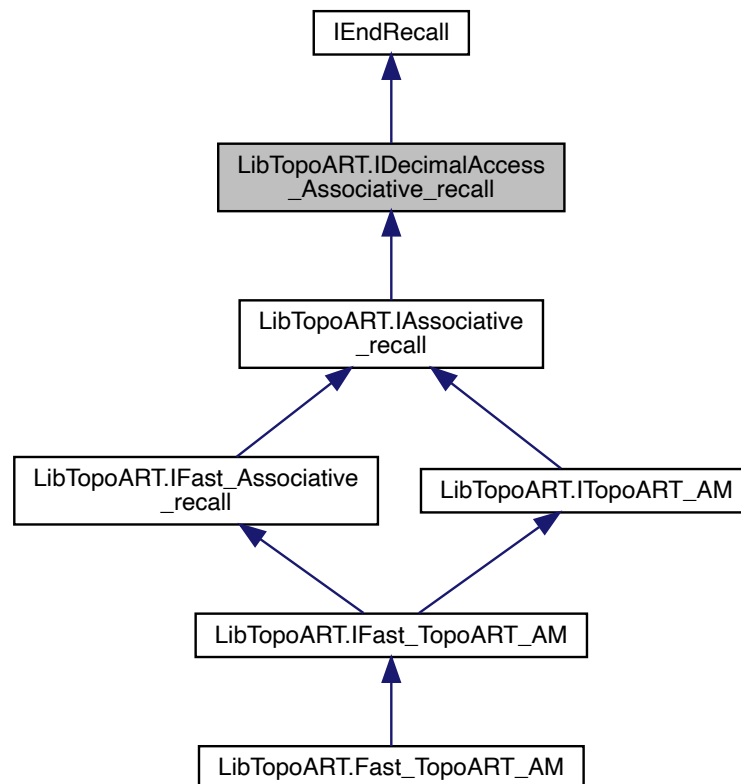 IEndRecall
LibTopoART.IDecimalAccess
_Associative_recall
LibTopoART.IAssociative
_recall
LibTopoART.IFast_Associative
_recall
LibTopoART.ITopoART_AM
LibTopoART.IFast_TopoART_AM
LibTopoART.Fast_TopoART_AM